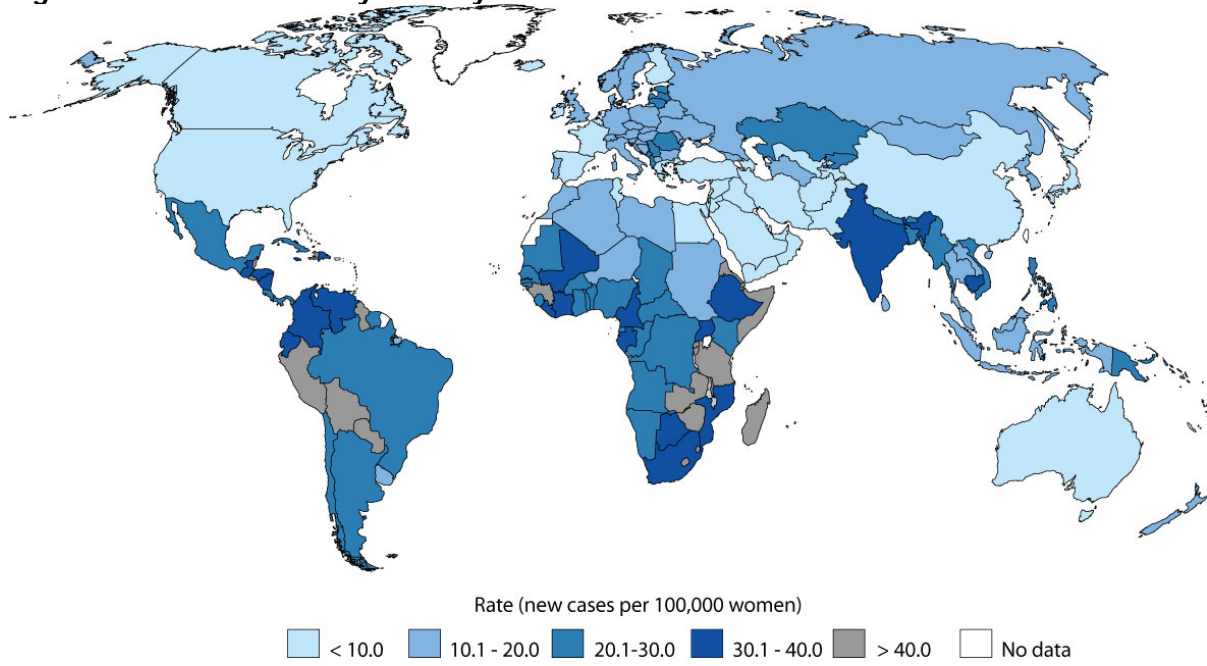 Rate (new cases per 100,000 women)
< 10.0 10.1 - 20.0 20.1-30.0 30.1 - 40.0 > 40.0 No data